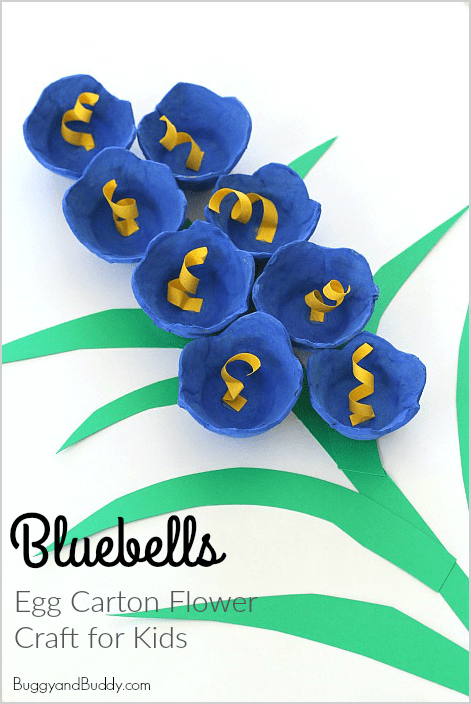 Bluebells
Egg Carton Flower
Craft for Kids
BuggyandBuddy.com